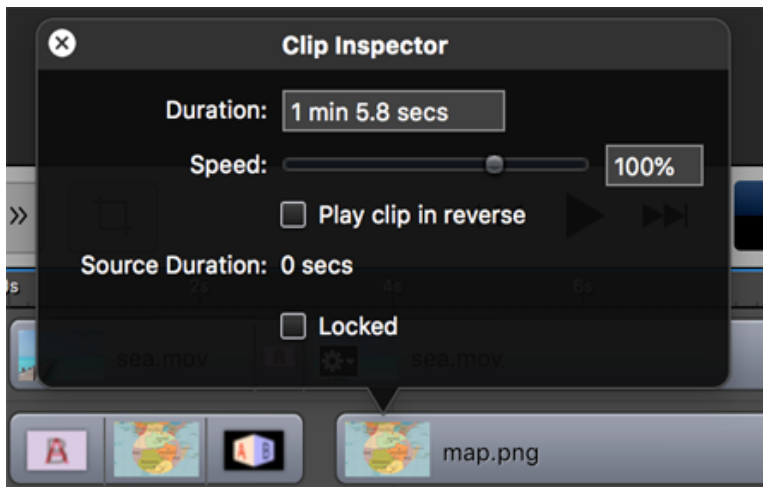 Clip Inspector
Duration: 1 min 5.8 secs
Speed: 100%
Play clip in reverse
Source Duration: 0 secs
2s 4s 6s
Locked
sea.mov A sea.mov
A A B map.png